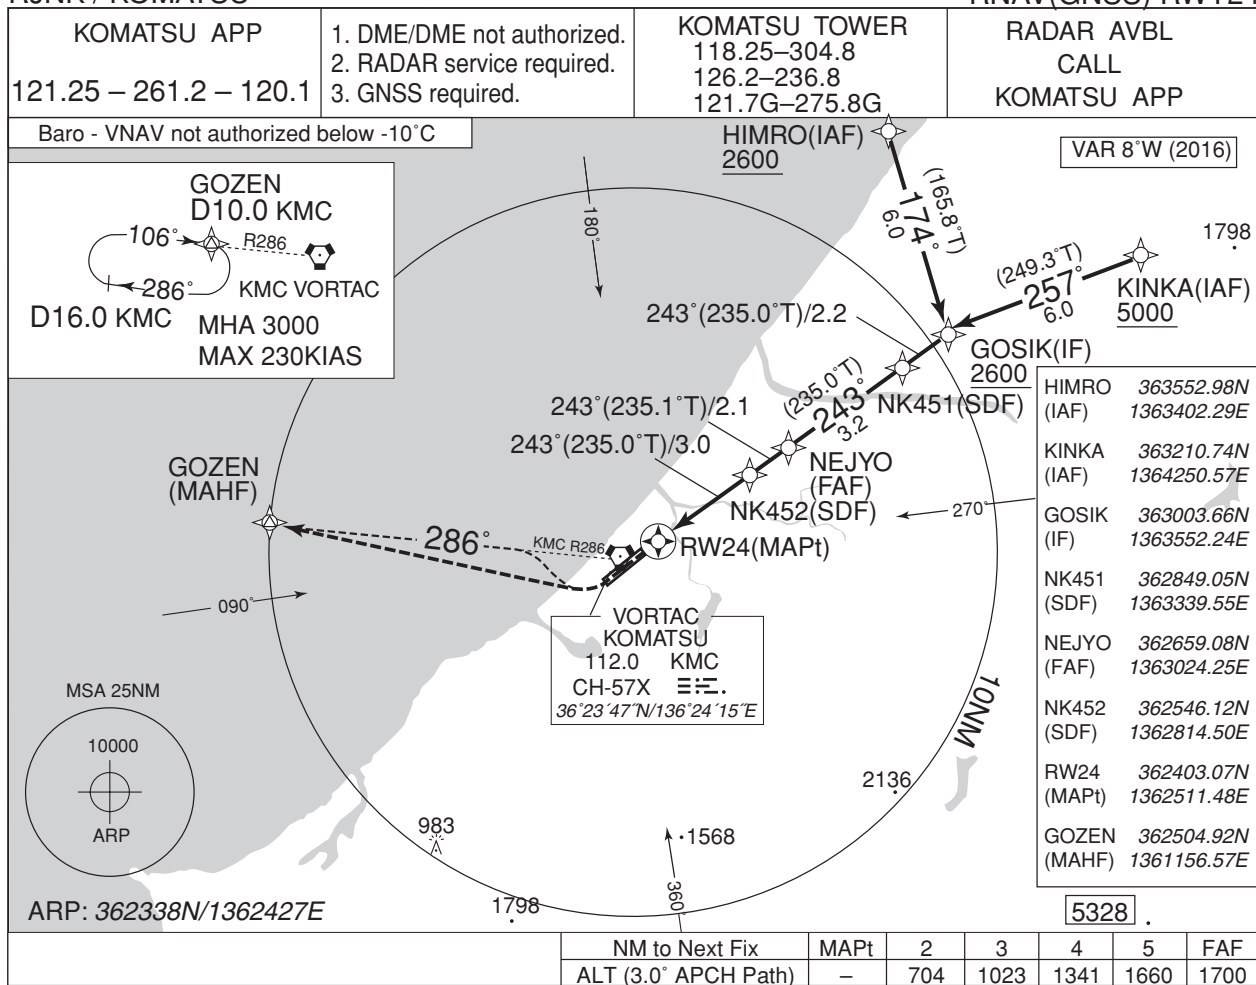 KOMATSU APP
121.25 – 261.2 – 120.1
1. DME/DME not authorized.
2. RADAR service required.
3. GNSS required.
KOMATSU TOWER
118.25–304.8
126.2–236.8
121.7G–275.8G
RADAR AVBL
CALL
KOMATSU APP
Baro - VNAV not authorized below -10˚C
VAR 8˚W (2016)
GOZEN
D10.0 KMC
106˚
R286
286˚
KMC VORTAC
D16.0 KMC
MHA 3000
MAX 230KIAS
HIMRO(IAF)
2600
(165.8˚T)
174˚
6.0
180˚
1798
(249.3˚T)
257˚
6.0
KINKA(IAF)
5000
243˚(235.0˚T)/2.2
GOSIK(IF)
2600
(235.0˚T)
243˚
3.2
NK451(SDF)
243˚(235.1˚T)/2.1
243˚(235.0˚T)/3.0
NEJYO
(FAF)
NK452(SDF)
GOZEN
(MAHF)
286˚
KMC R286
RW24(MAPt)
270˚
090˚
VORTAC
KOMATSU
112.0 KMC
CH-57X
36˚23´47˝N/136˚24´15˝E
10NM
HIMRO 363552.98N
(IAF) 1363402.29E
KINKA 363210.74N
(IAF) 1364250.57E
GOSIK 363003.66N
(IF) 1363552.24E
NK451 362849.05N
(SDF) 1363339.55E
NEJYO 362659.08N
(FAF) 1363024.25E
NK452 362546.12N
(SDF) 1362814.50E
RW24 362403.07N
(MAPt) 1362511.48E
GOZEN 362504.92N
(MAHF) 1361156.57E
MSA 25NM
10000
ARP
2136
983
1568
360˚
1798
ARP: 362338N/1362427E
5328
NM to Next Fix MAPt 2 3 4 5 FAF
ALT (3.0˚ APCH Path) – 704 1023 1341 1660 1700